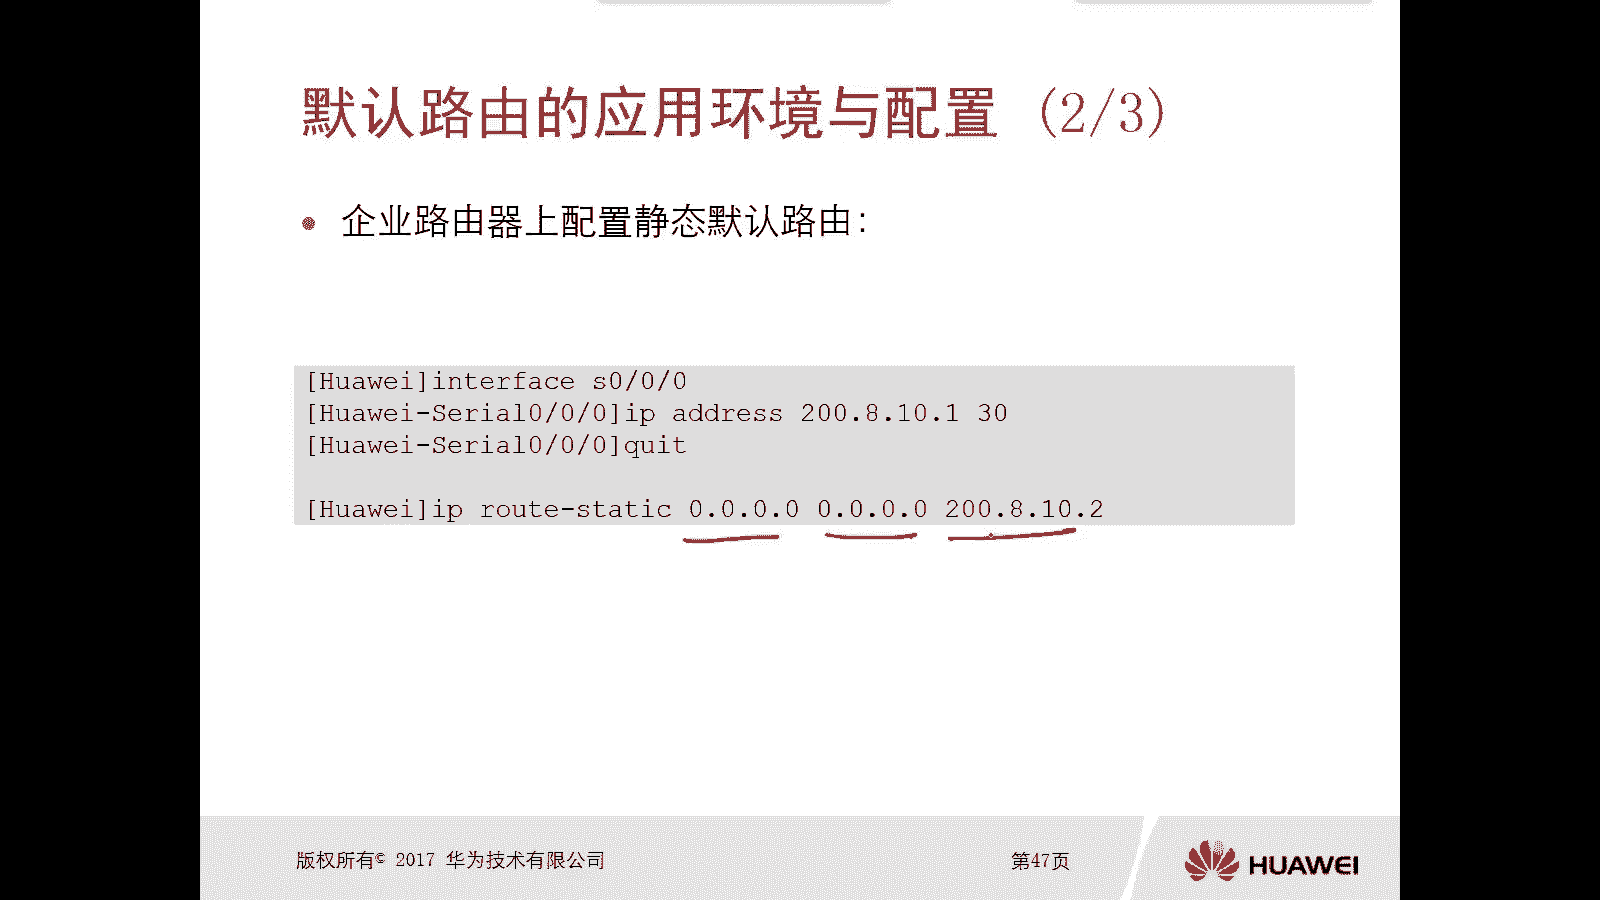 默认路由的应用环境与配置 (2/3)
企业路由器上配置静态默认路由：
[Huawei]interface s0/0/0
[Huawei-Serial0/0/0]ip address 200.8.10.1 30
[Huawei-Serial0/0/0]quit
[Huawei]ip route-static 0.0.0.0 0.0.0.0 200.8.10.2
版权所有© 2017 华为技术有限公司
第47页
HUAWEI